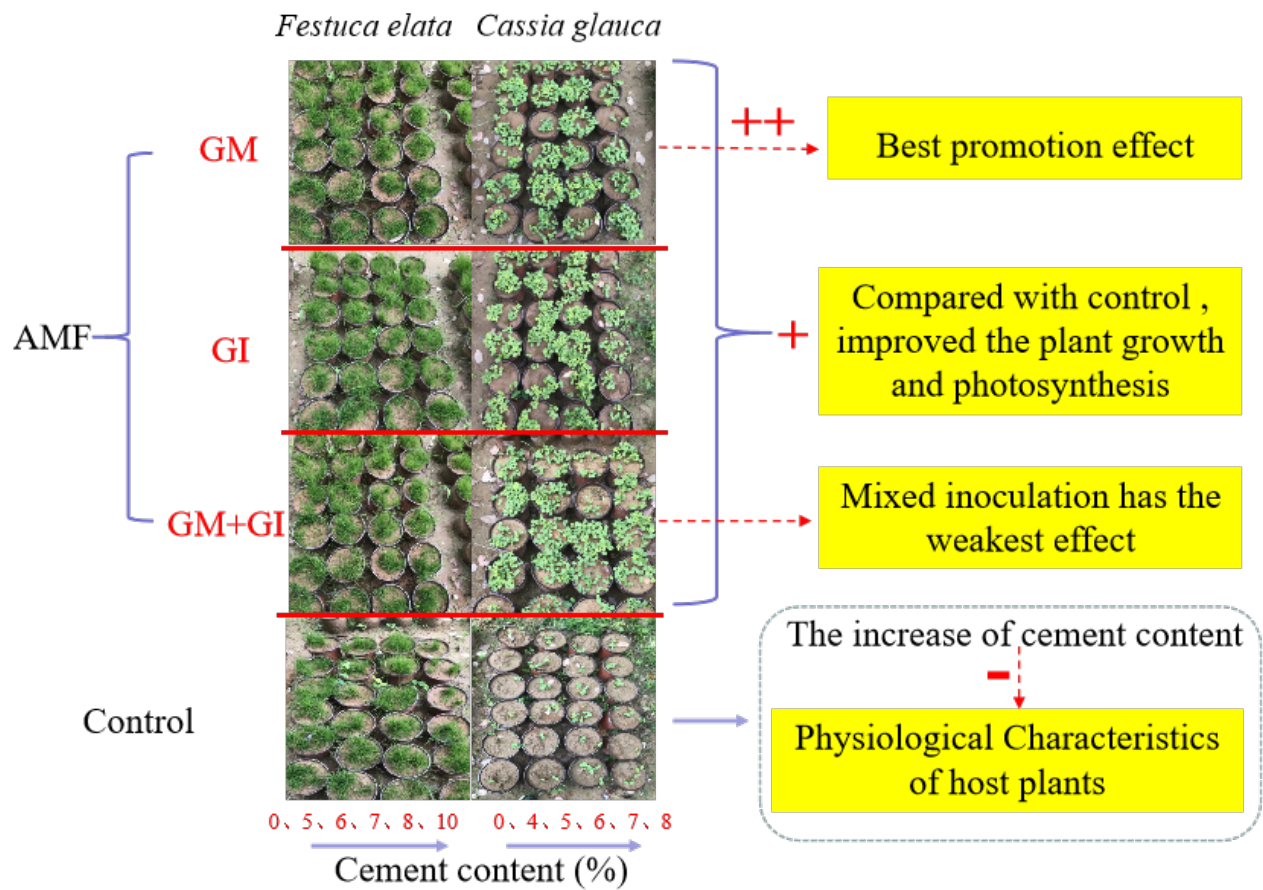 Festuca elata
Cassia glauca
AMF
GM
GI
GM+GI
Control
++
Best promotion effect
+
Compared with control ,
improved the plant growth
and photosynthesis
Mixed inoculation has the
weakest effect
The increase of cement content
-
Physiological Characteristics
of host plants
0、5、6、7、8、10
0、4、5、6、7、8
Cement content (%)